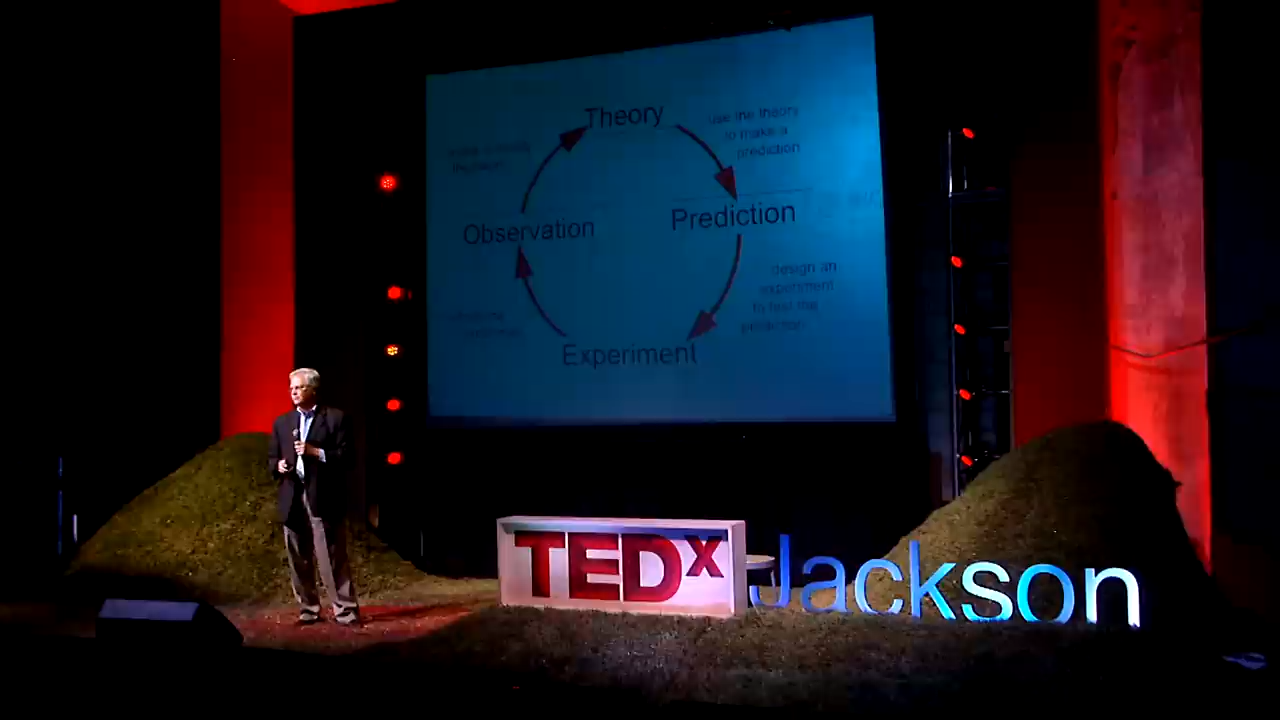 Theory
use the theory
to make a
prediction
Observation
Prediction
design an
experiment
to test the
prediction
Experiment
TEDx
Jackson